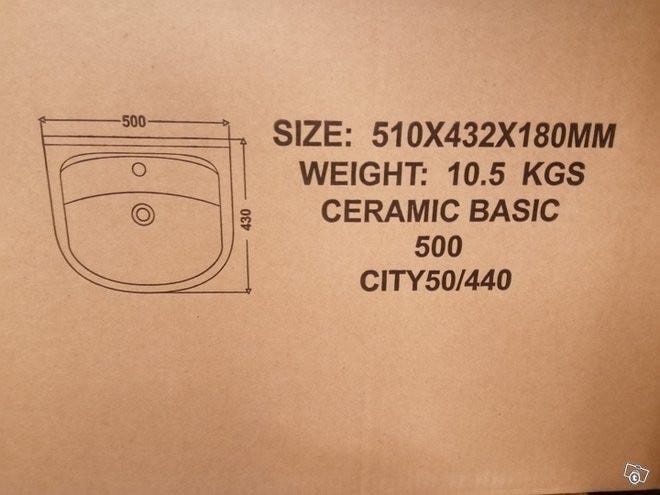 500
430
SIZE: 510X432X180MM
WEIGHT: 10.5 KGS
CERAMIC BASIC
500
CITY50/440